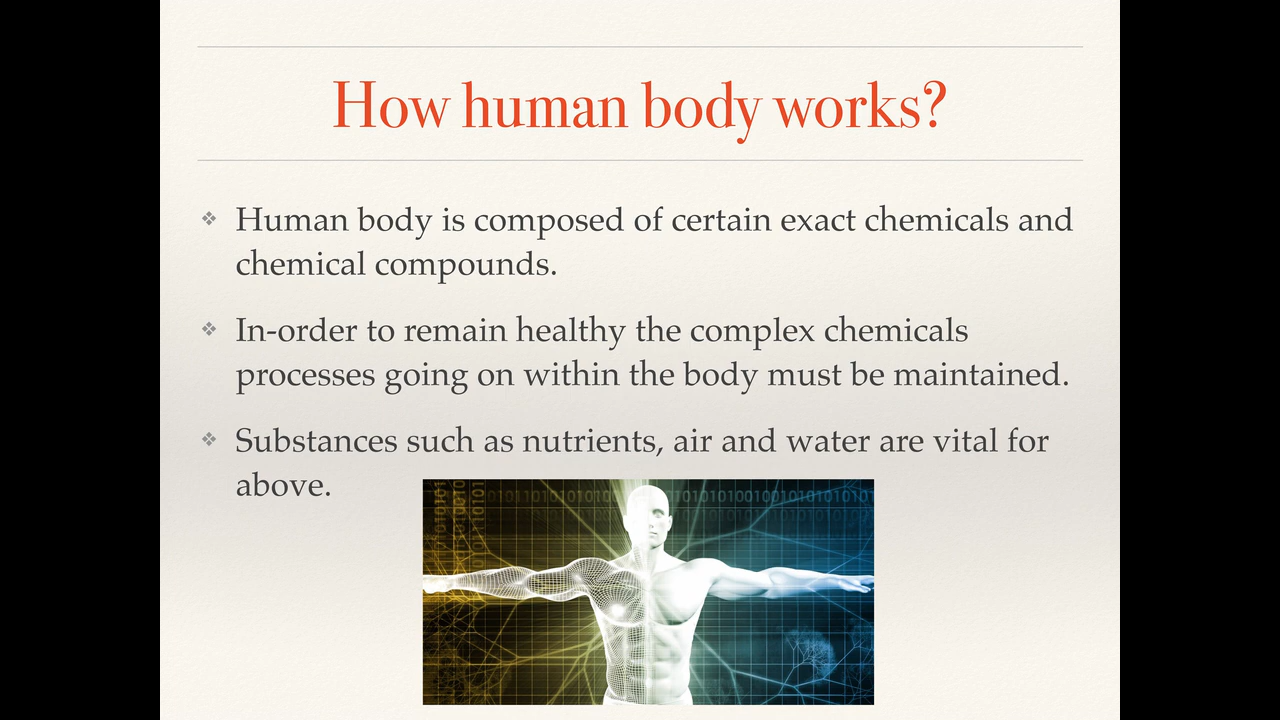 How human body works?
Human body is composed of certain exact chemicals and
chemical compounds.
In-order to remain healthy the complex chemicals
processes going on within the body must be maintained.
Substances such as nutrients, air and water are vital for
above.